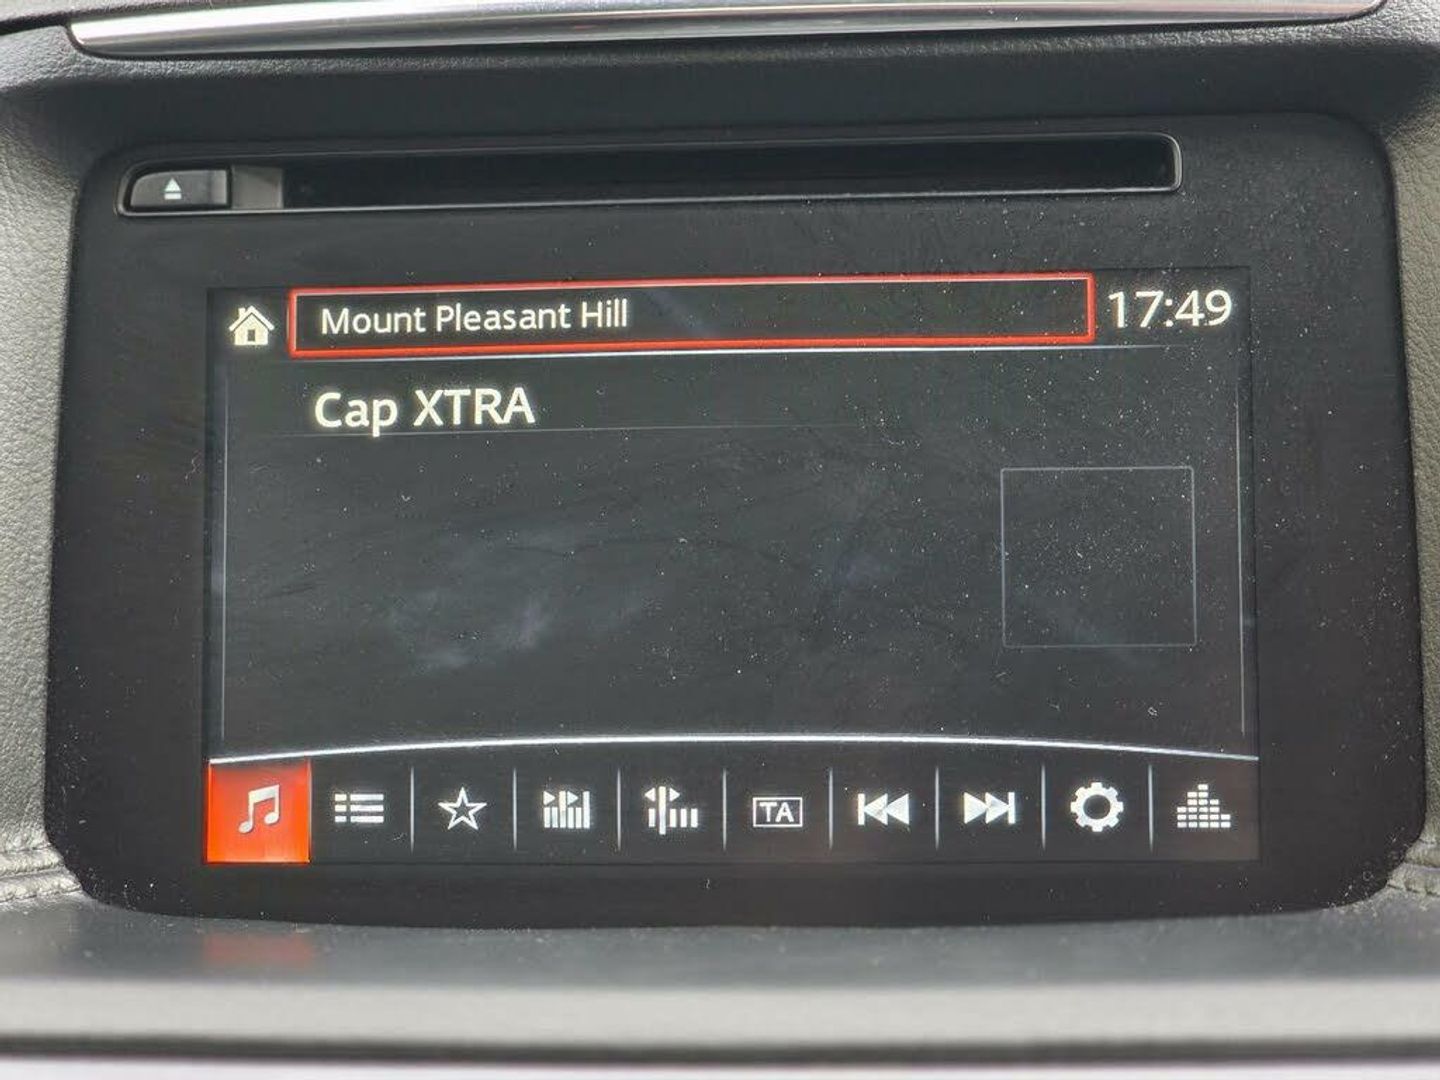 Mount Pleasant Hill
17:49
Cap XTRA
TA